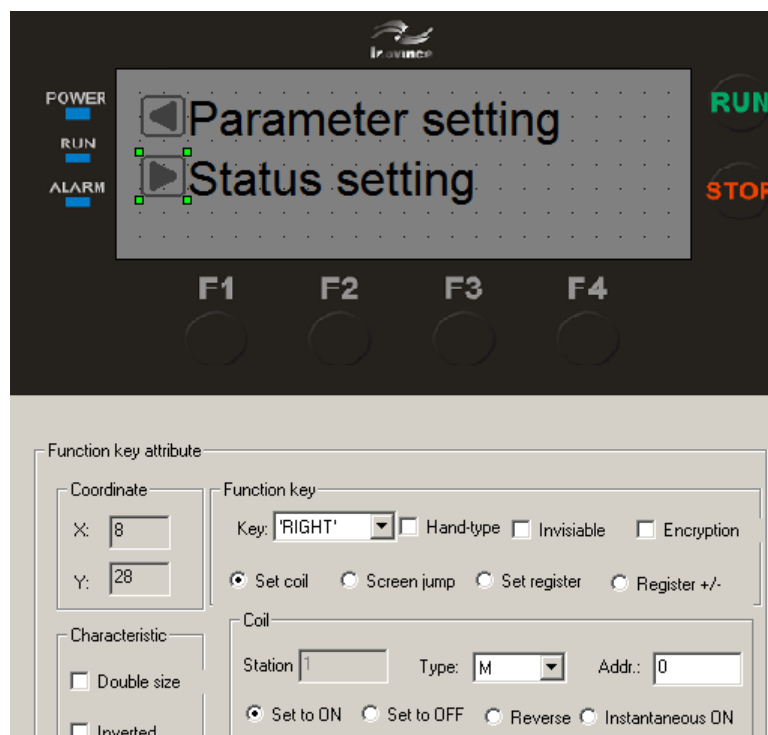 Inovince
POWER
RUN
ALARM
Parameter setting
Status setting
RUN
STOP
F1 F2 F3 F4
Function key attribute
Coordinate
X: 8
Y: 28
Function key
Key: 'RIGHT' Hand-type Invisiable Encryption
Set coil Screen jump Set register Register +/-
Characteristic
Double size
Inverted
Coil
Station 1 Type: M Addr.: 0
Set to ON Set to OFF Reverse Instantaneous ON